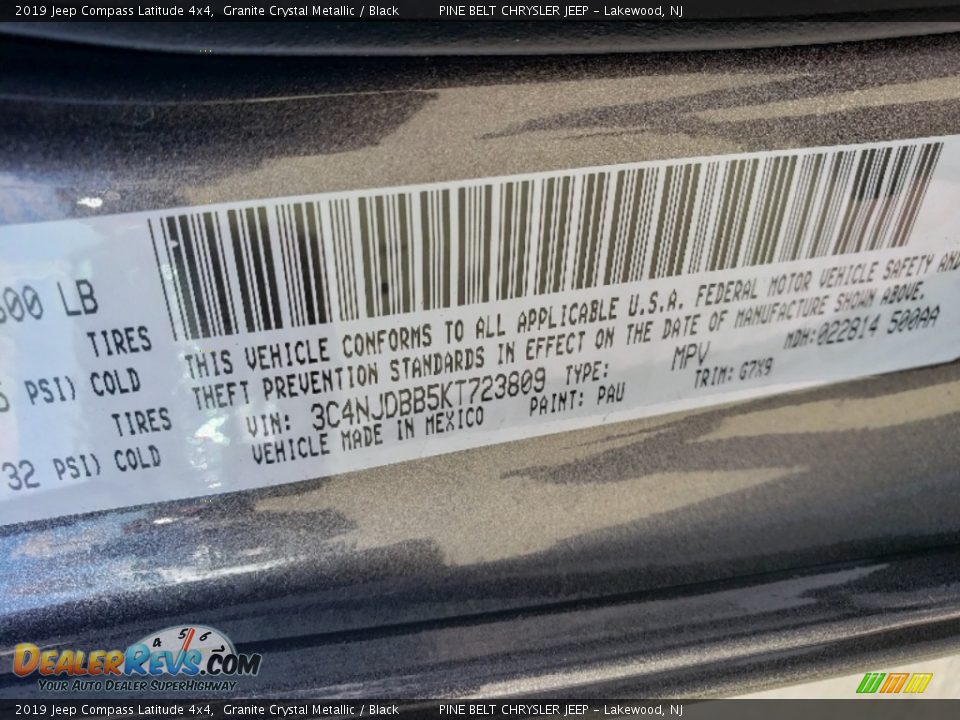 2019 Jeep Compass Latitude 4x4, Granite Crystal Metallic / Black PINE BELT CHRYSLER JEEP - Lakewood, NJ
LB
TIRES
PSI) COLD
TIRES
32 PSI) COLD
THIS VEHICLE CONFORMS TO ALL APPLICABLE U.S.A. FEDERAL MOTOR VEHICLE SAFETY AND
THEFT PREVENTION STANDARDS IN EFFECT ON THE DATE OF MANUFACTURE SHOWN ABOVE.
VIN: 3C4NJDBB5KT723809 TYPE: MPV MDH:022814 500AA
VEHICLE MADE IN MEXICO PAINT: PAU TRIM: G7X9
4 5 6
DEALERREVS.COM
YOUR AUTO DEALER SUPERHIGHWAY
2019 Jeep Compass Latitude 4x4, Granite Crystal Metallic / Black PINE BELT CHRYSLER JEEP - Lakewood, NJ